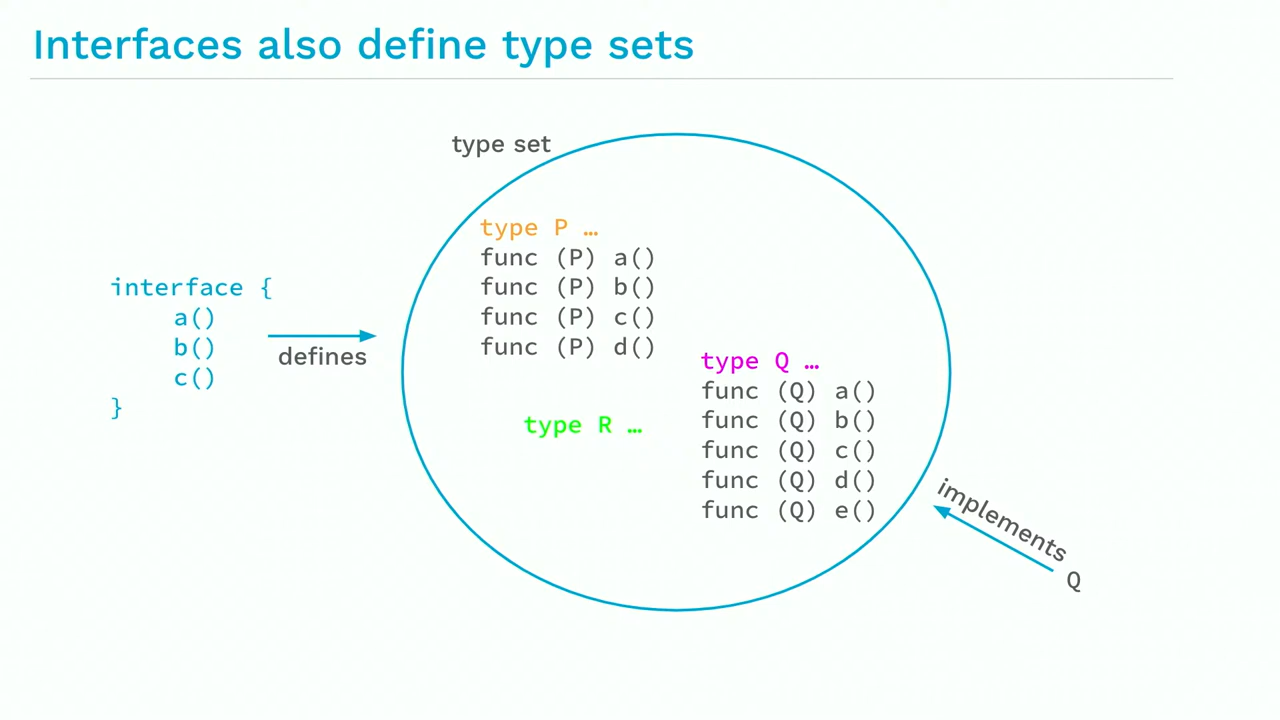 Interfaces also define type sets
type set
interface {
a()
b()
c()
}
defines
type P …
func (P) a()
func (P) b()
func (P) c()
func (P) d()
type R …
type Q …
func (Q) a()
func (Q) b()
func (Q) c()
func (Q) d()
func (Q) e()
implements
Q